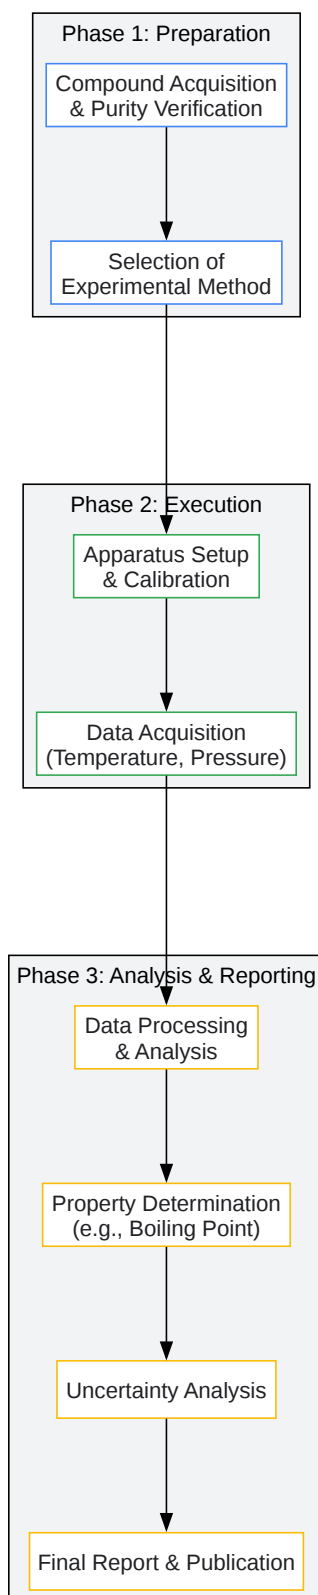 Phase 1: Preparation
Compound Acquisition
& Purity Verification
Selection of
Experimental Method
Phase 2: Execution
Apparatus Setup
& Calibration
Data Acquisition
(Temperature, Pressure)
Phase 3: Analysis & Reporting
Data Processing
& Analysis
Property Determination
(e.g., Boiling Point)
Uncertainty Analysis
Final Report & Publication